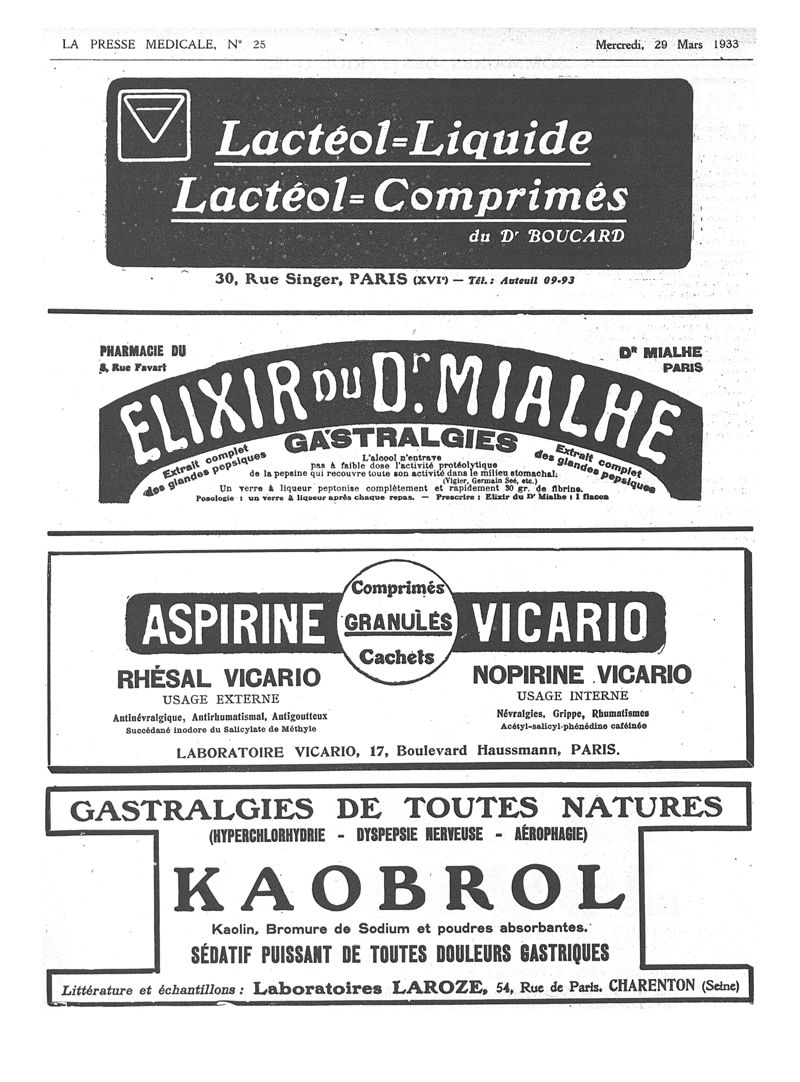 LA PRESSE MEDICALE, N° 25
Mercredi, 29 Mars 1933
Lactéol=Liquide
Lactéol=Comprimés
du Dr BOUCARD
30, Rue Singer, PARIS (XVIe) — Tél.: Auteuil 09-93
PHARMACIE DU
8, Rue Favart
Dr MIALHE
PARIS
ELIXIR DU Dr. MIALHE
GASTRALGIES
Extrait complet
des glandes pepsiques
L'alcool n'entrave
pas à faible dose l'activité protéolytique
de la pepsine qui recouvre toute son activité dans le milieu stomachal.
(Vigier, Germain Seé, etc.)
Extrait complet
des glandes pepsiques
Un verre à liqueur peptonise complètement et rapidement 30 gr. de fibrine.
Posologie : un verre à liqueur après chaque repas. — Prescrire : Elixir du Dr Mialhe : 1 flacon
ASPIRINE
Comprimés
GRANULÉS
Cachets
VICARIO
RHÉSAL VICARIO
USAGE EXTERNE
Antinévralgique, Antirhumatismal, Antigoutteux
Succédané inodore du Salicylate de Méthyle
NOPIRINE VICARIO
USAGE INTERNE
Névralgies, Grippe, Rhumatismes
Acétyl-salicyl-phénédine caféinée
LABORATOIRE VICARIO, 17, Boulevard Haussmann, PARIS.
GASTRALGIES DE TOUTES NATURES
(HYPERCHLORHYDRIE - DYSPEPSIE NERVEUSE - AÉROPHAGIE)
KAOBROL
Kaolin, Bromure de Sodium et poudres absorbantes.
SÉDATIF PUISSANT DE TOUTES DOULEURS GASTRIQUES
Littérature et échantillons : Laboratoires LAROZE, 54, Rue de Paris, CHARENTON (Seine)